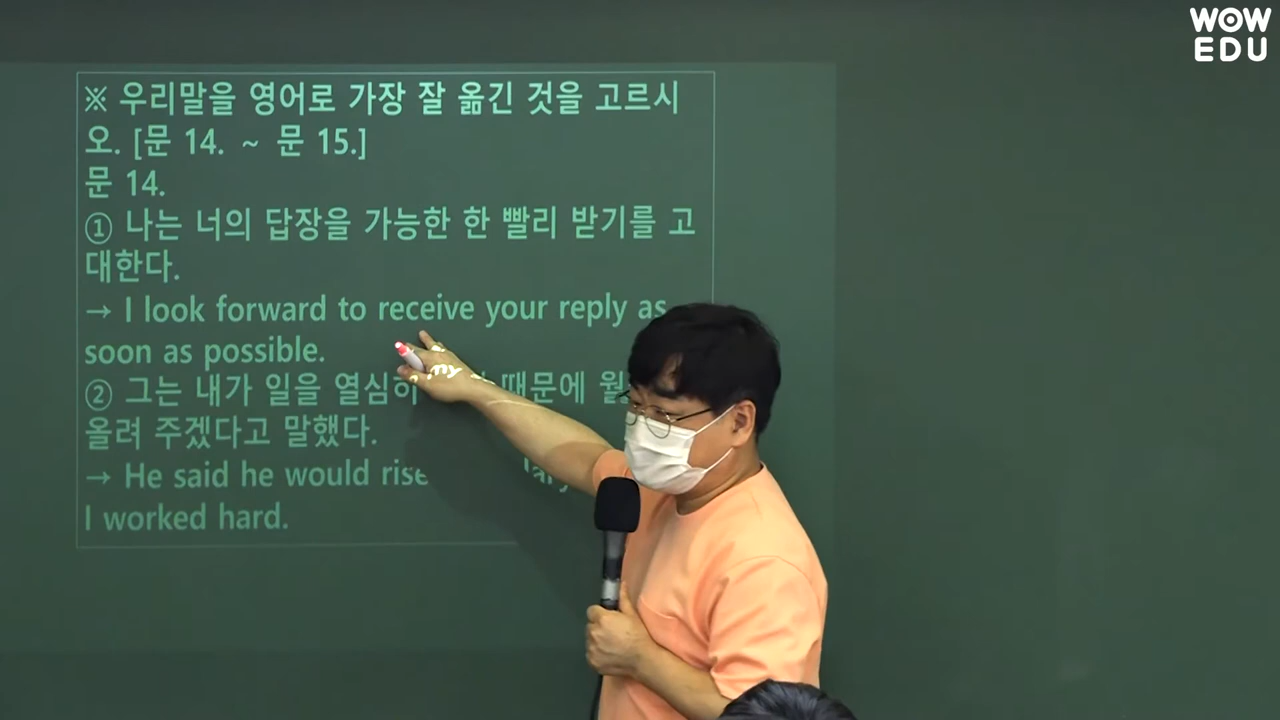 WOW
EDU
※ 우리말을 영어로 가장 잘 옮긴 것을 고르시
오. [문 14. ~ 문 15.]
문 14.
① 나는 너의 답장을 가능한 한 빨리 받기를 고
대한다.
→ I look forward to receive your reply as
soon as possible.
② 그는 내가 일을 열심히 때문에
올려 주겠다고 말했다.
→ He said he would rise
I worked hard.